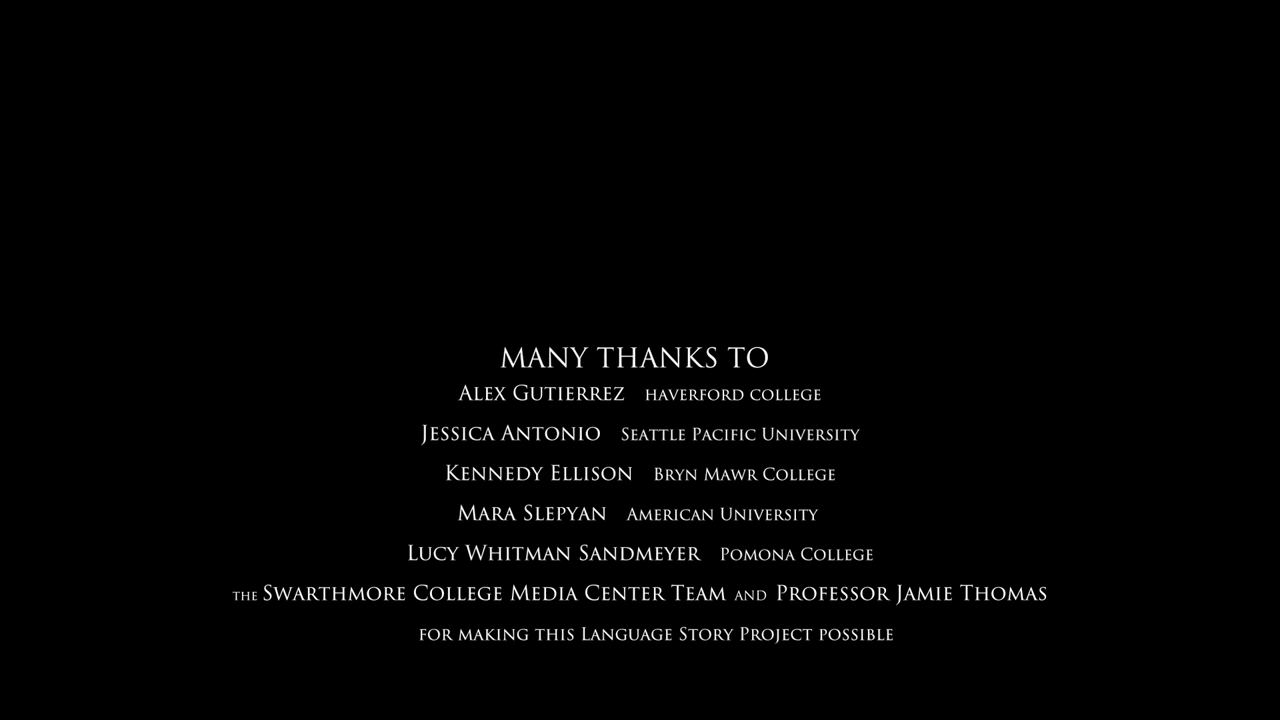 MANY THANKS TO
ALEX GUTIERREZ HAVERFORD COLLEGE
JESSICA ANTONIO SEATTLE PACIFIC UNIVERSITY
KENNEDY ELLISON BRYN MAWR COLLEGE
MARA SLEPYAN AMERICAN UNIVERSITY
LUCY WHITMAN SANDMEYER POMONA COLLEGE
THE SWARTHMORE COLLEGE MEDIA CENTER TEAM AND PROFESSOR JAMIE THOMAS
FOR MAKING THIS LANGUAGE STORY PROJECT POSSIBLE